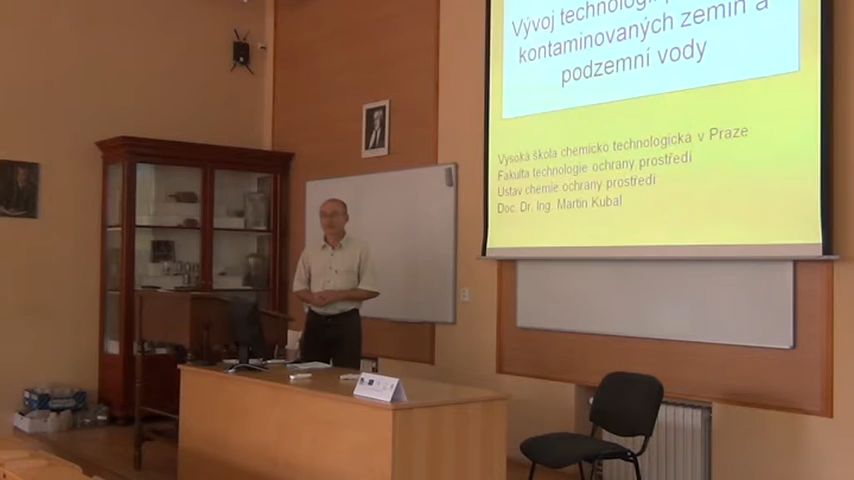 Vývoj technologií
kontaminovaných zemin a
podzemní vody
Vysoká škola chemicko technologická v Praze
Fakulta technologie ochrany prostředí
Ústav chemie ochrany prostředí
Doc. Dr. Ing. Martin Kubal